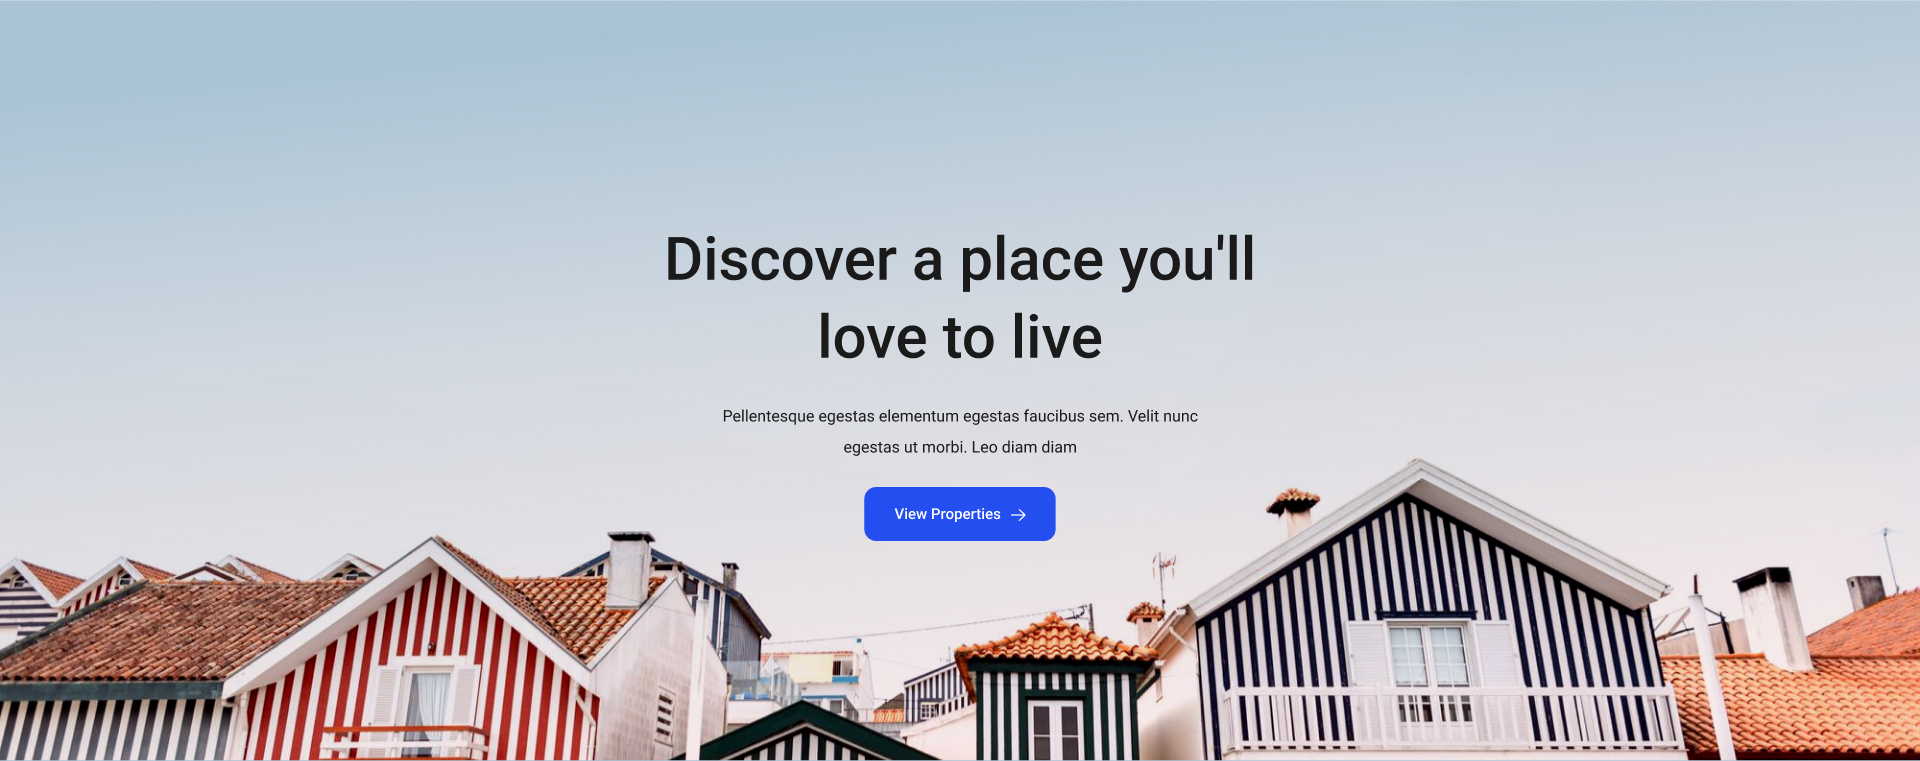 Discover a place you'll
love to live
Pellentesque egestas elementum egestas faucibus sem. Velit nunc
egestas ut morbi. Leo diam diam
View Properties